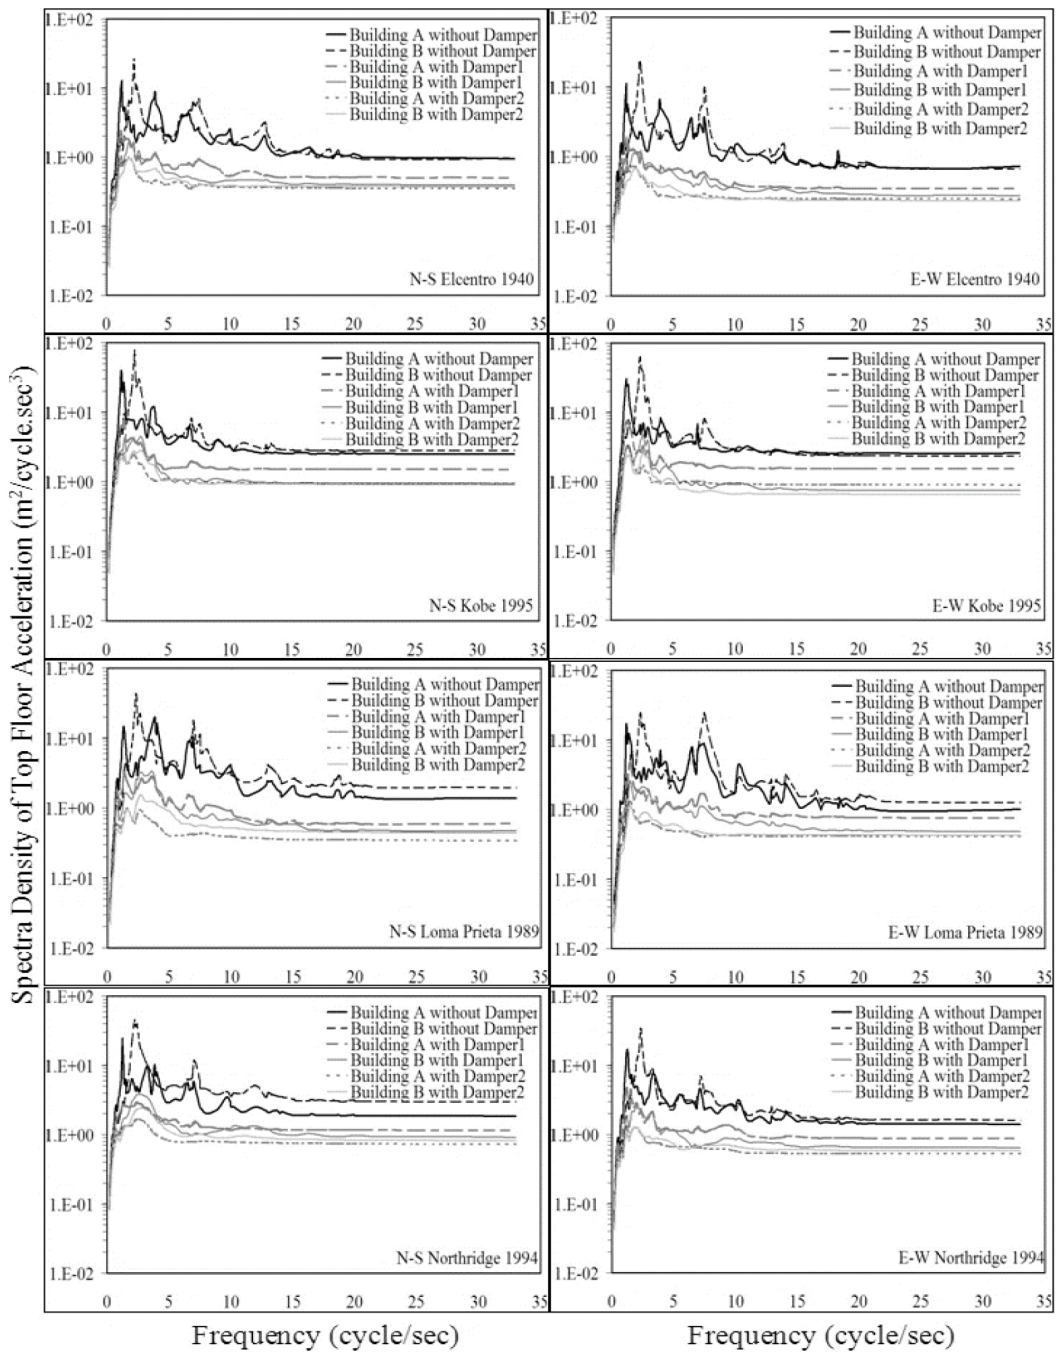 Spectra Density of Top Floor Acceleration (m²/cycle.sec³)
1.E+02
1.E+01
1.E+00
1.E-01
1.E-02
0 5 10 15 20 25 30 35
Building A without Damper
Building B without Damper
Building A with Damper1
Building B with Damper1
Building A with Damper2
Building B with Damper2
N-S Elcentro 1940
1.E+02
1.E+01
1.E+00
1.E-01
1.E-02
0 5 10 15 20 25 30 35
Building A without Damper
Building B without Damper
Building A with Damper1
Building B with Damper1
Building A with Damper2
Building B with Damper2
E-W Elcentro 1940
1.E+02
1.E+01
1.E+00
1.E-01
1.E-02
0 5 10 15 20 25 30 35
Building A without Damper
Building B without Damper
Building A with Damper1
Building B with Damper1
Building A with Damper2
Building B with Damper2
N-S Kobe 1995
1.E+02
1.E+01
1.E+00
1.E-01
1.E-02
0 5 10 15 20 25 30 35
Building A without Damper
Building B without Damper
Building A with Damper1
Building B with Damper1
Building A with Damper2
Building B with Damper2
E-W Kobe 1995
1.E+02
1.E+01
1.E+00
1.E-01
1.E-02
0 5 10 15 20 25 30 35
Building A without Damper
Building B without Damper
Building A with Damper1
Building B with Damper1
Building A with Damper2
Building B with Damper2
N-S Loma Prieta 1989
1.E+02
1.E+01
1.E+00
1.E-01
1.E-02
0 5 10 15 20 25 30 35
Building A without Damper
Building B without Damper
Building A with Damper1
Building B with Damper1
Building A with Damper2
Building B with Damper2
E-W Loma Prieta 1989
1.E+02
1.E+01
1.E+00
1.E-01
1.E-02
0 5 10 15 20 25 30 35
Building A without Damper
Building B without Damper
Building A with Damper1
Building B with Damper1
Building A with Damper2
Building B with Damper2
N-S Northridge 1994
1.E+02
1.E+01
1.E+00
1.E-01
1.E-02
0 5 10 15 20 25 30 35
Building A without Damper
Building B without Damper
Building A with Damper1
Building B with Damper1
Building A with Damper2
Building B with Damper2
E-W Northridge 1994
Frequency (cycle/sec)
Frequency (cycle/sec)